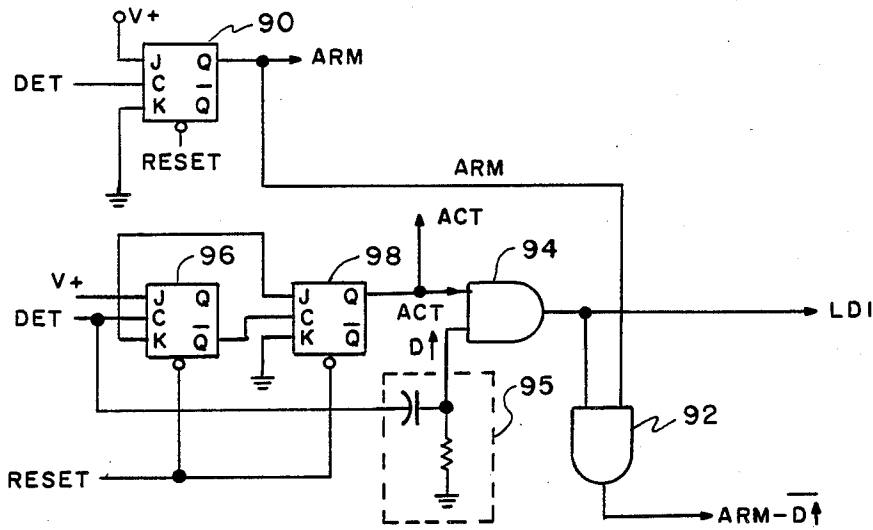 V+
90
J Q
ARM
DET
C Q̅
K Q
RESET
ARM
ACT
96
98
94
V+
J Q
J Q
DET
C
C
ACT
LDI
K Q̅
K Q̅
D↑
95
92
RESET
ARM-D̅↑